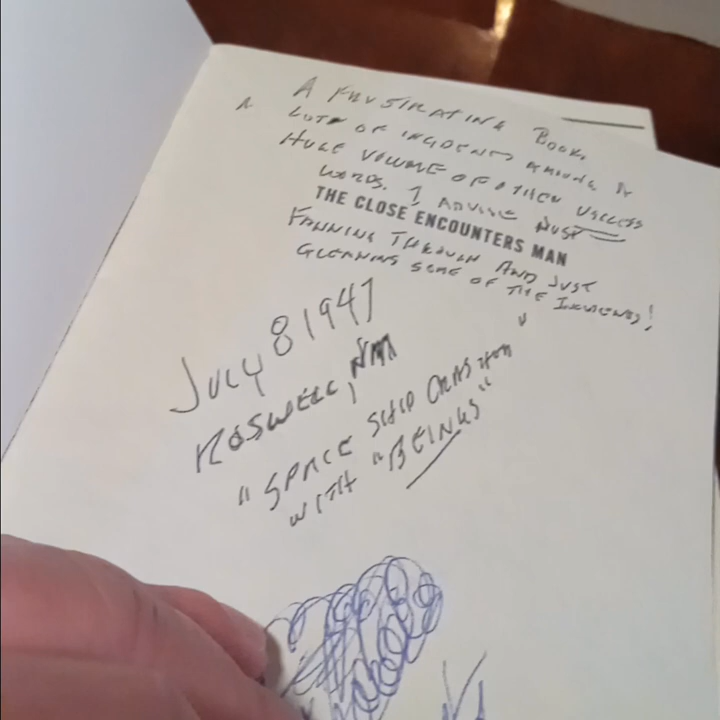 A FRUSTRATING BOOK,
LOTS OF INCIDENTS AMONG A
HUGE VOLUME OF OTHER USELESS
WORDS. I ADVISE JUST
THE CLOSE ENCOUNTERS MAN
FANNING THROUGH AND JUST
GLEANING SOME OF THE INCIDENTS!
JULY 8 1947
ROSWELL, NM
"SPACE SHIP CRASH
WITH "BEINGS"